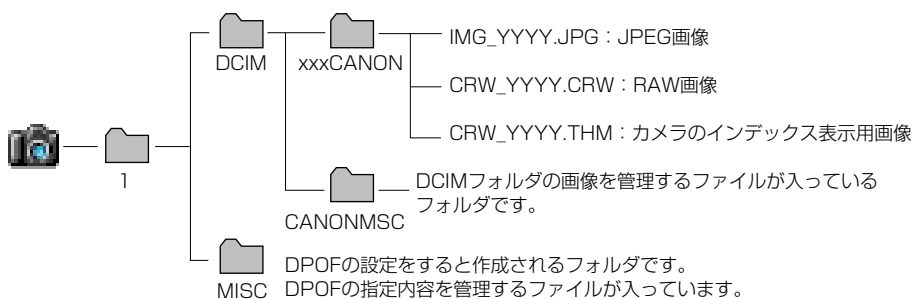 DCIM
xxxCANON
IMG_YYYY.JPG：JPEG画像
CRW_YYYY.CRW：RAW画像
CRW_YYYY.THM：カメラのインデックス表示用画像
1
CANONMSC
DCIMフォルダの画像を管理するファイルが入っている
フォルダです。
MISC
DPOFの設定をすると作成されるフォルダです。
DPOFの指定内容を管理するファイルが入っています。